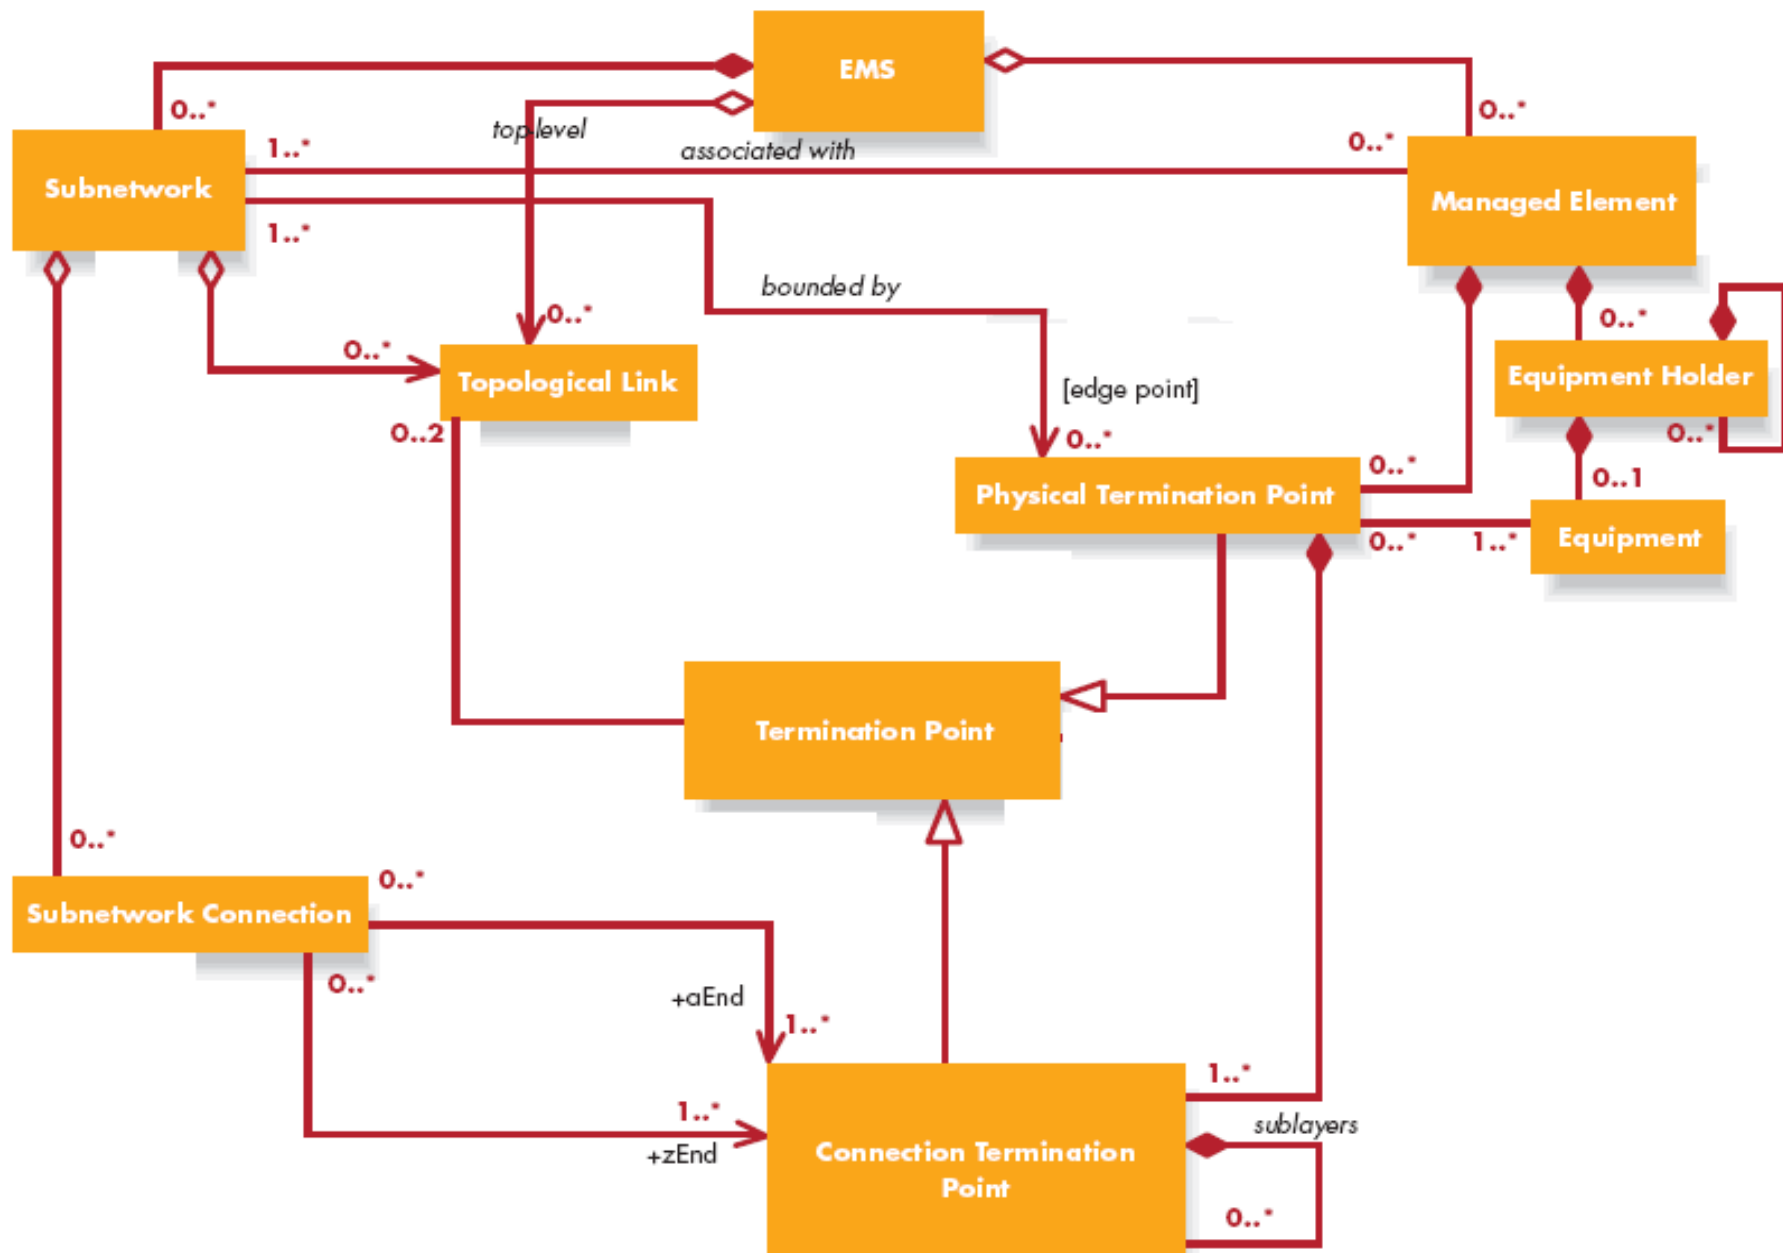 EMS
0..*
top-level
1..*
associated with
0..*
0..*
Subnetwork
Managed Element
1..*
bounded by
0..*
0..*
0..*
[edge point]
Topological Link
Equipment Holder
0..2
0..*
0..*
0..*
0..1
Physical Termination Point
0..*
1..*
Equipment
Termination Point
0..*
0..*
Subnetwork Connection
0..*
+aEnd
1..*
1..*
1..*
+zEnd
sublayers
Connection Termination
Point
0..*